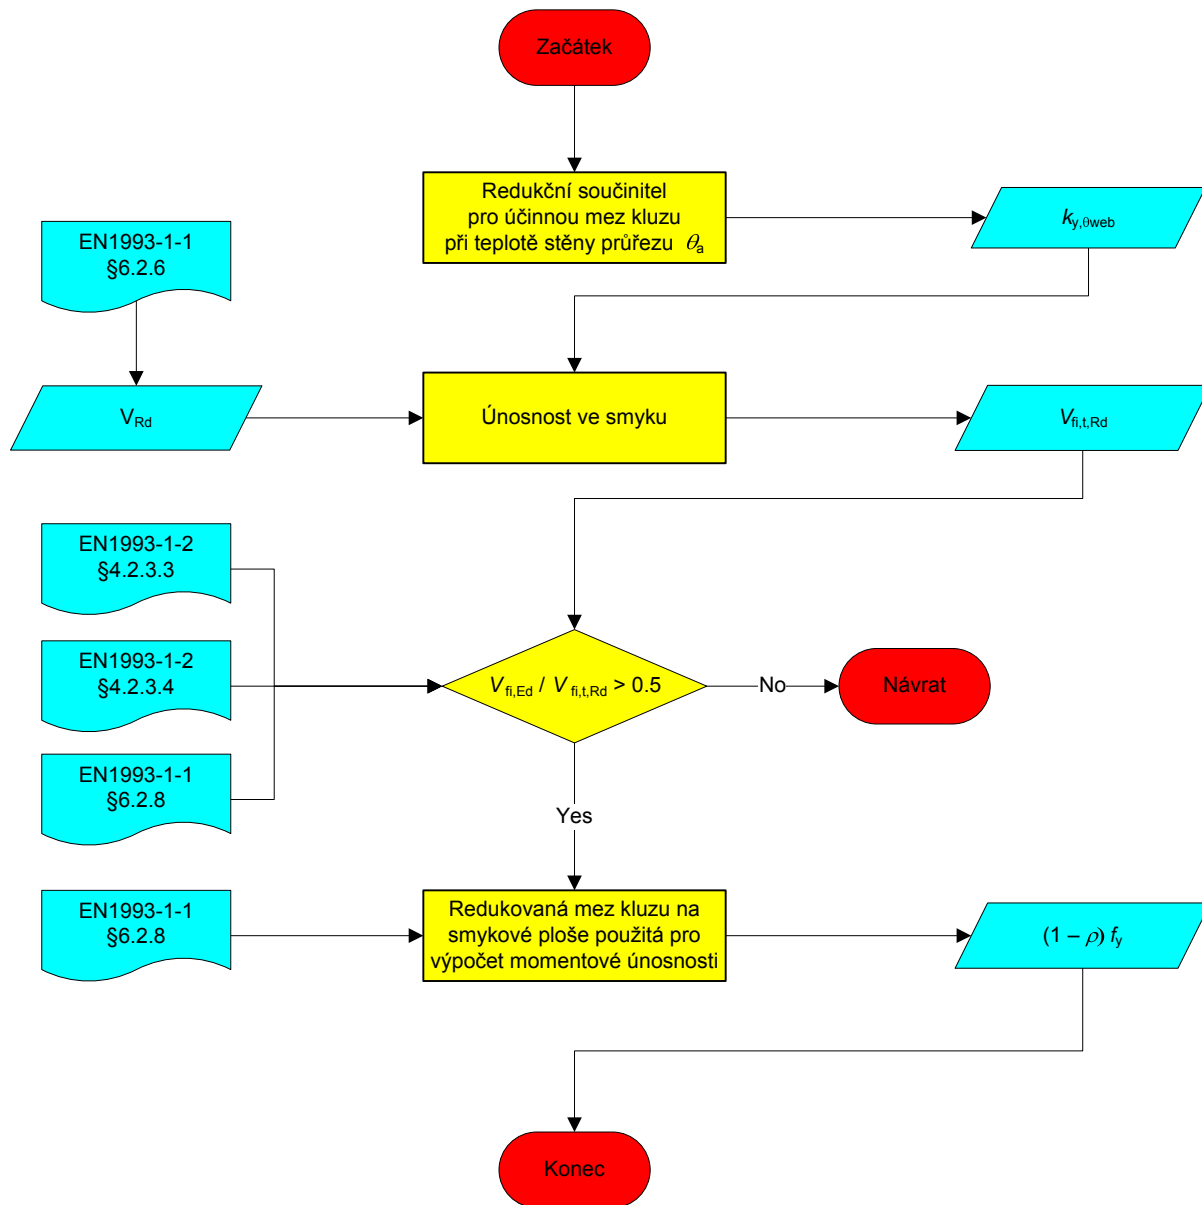 Začátek
Redukční součinitel
pro účinnou mez kluzu
při teplotě stěny průřezu θa
ky,θweb
EN1993-1-1
§6.2.6
VRd
Únosnost ve smyku
Vfi,t,Rd
EN1993-1-2
§4.2.3.3
EN1993-1-2
§4.2.3.4
EN1993-1-1
§6.2.8
Vfi,Ed / Vfi,t,Rd > 0.5
No
Návrat
Yes
EN1993-1-1
§6.2.8
Redukovaná mez kluzu na
smykové ploše použitá pro
výpočet momentové únosnosti
(1 – ρ) fy
Konec